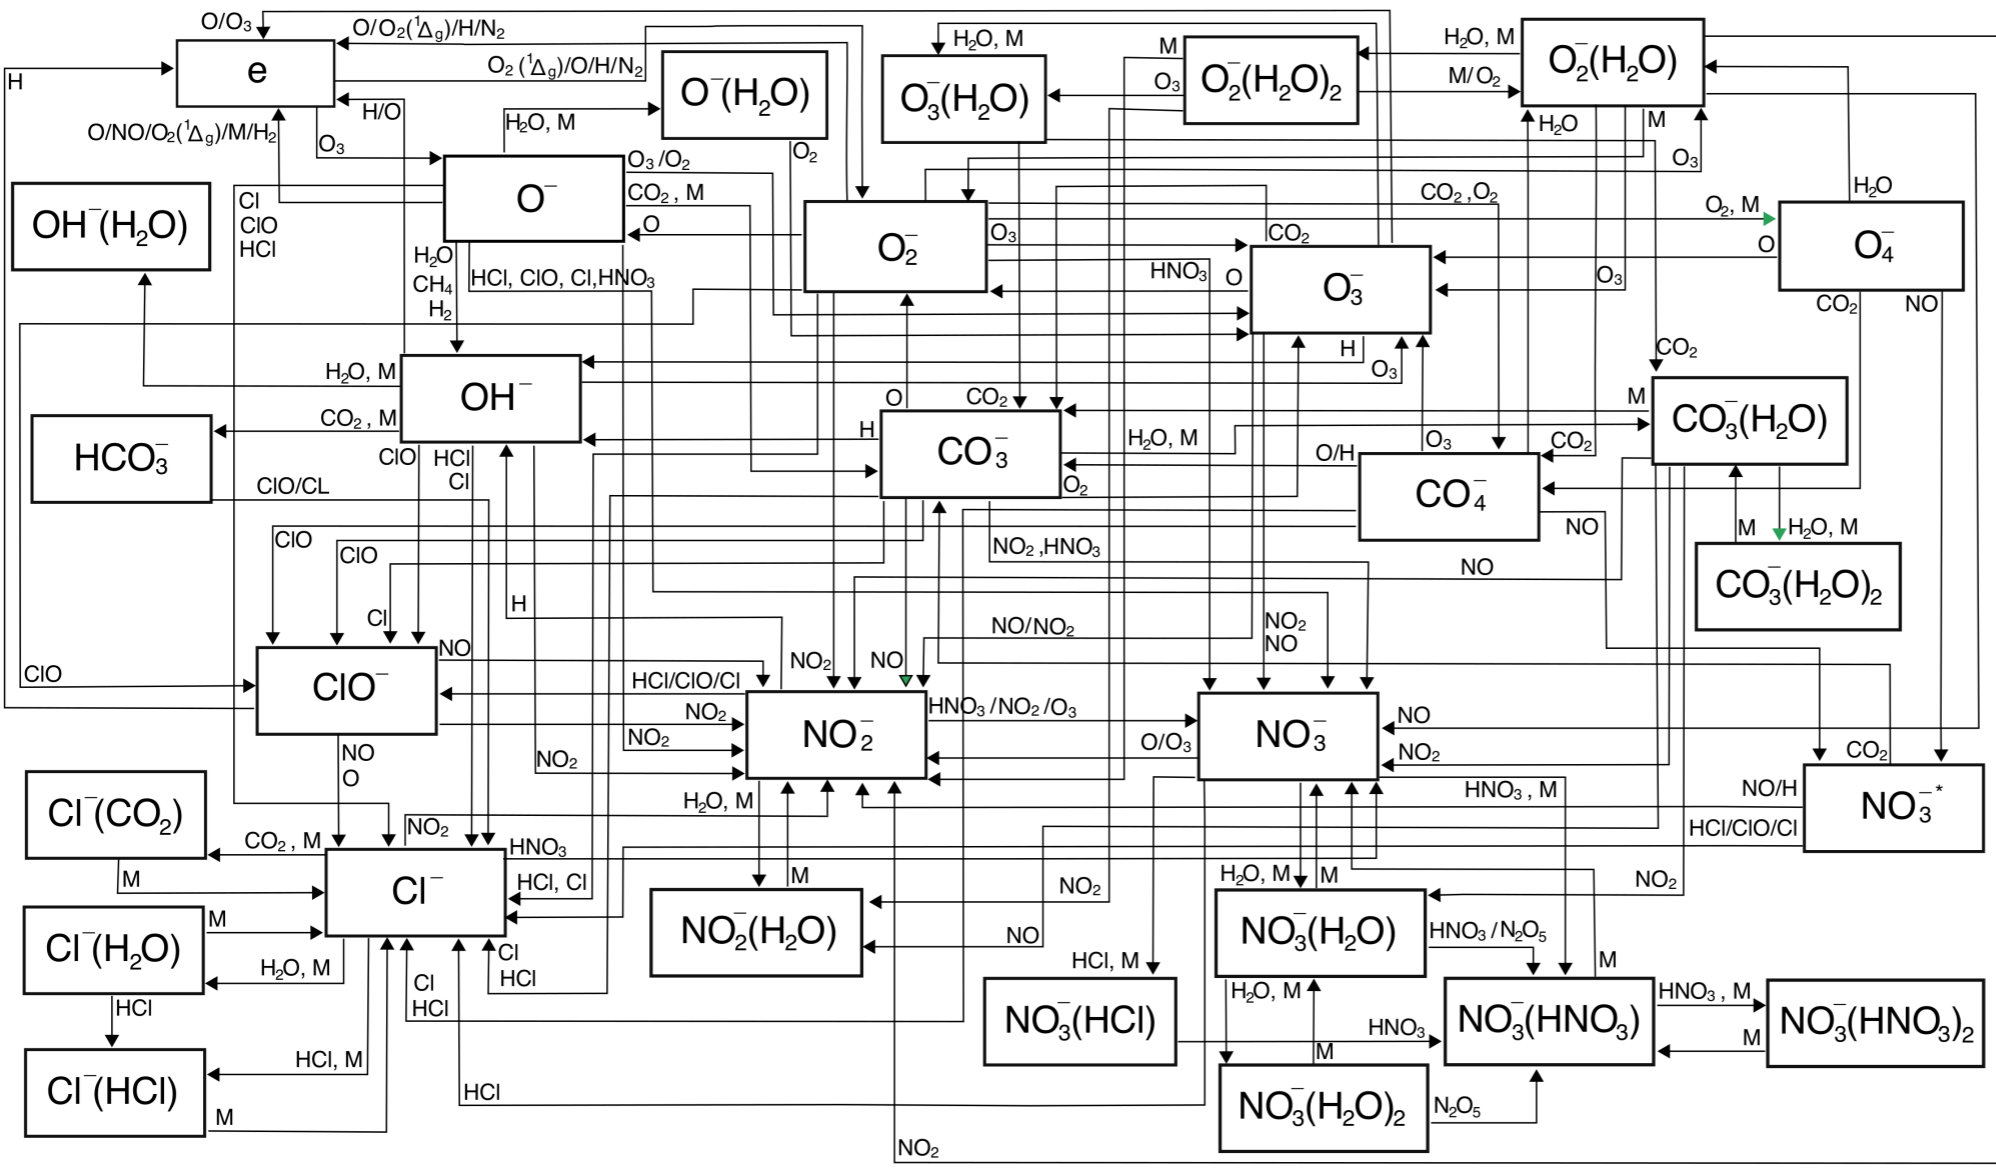 O/O₃
O/O₂(¹Δg)/H/N₂
H₂O, M
M
H₂O, M
O₂⁻(H₂O)
e
O₂ (¹Δg)/O/H/N₂
O⁻(H₂O)
O₃⁻(H₂O)
O₃
O₂⁻(H₂O)₂
M/O₂
H
H/O
O/NO/O₂(¹Δg)/M/H₂
H₂O, M
H₂O
M
O₃
O₂
O₃/O₂
O₃
O⁻
CO₂, M
CO₂,O₂
H₂O
OH⁻(H₂O)
Cl
ClO
HCl
O
O₂, M
O₂⁻
O₃
CO₂
O
O₄⁻
H₂O
CH₄
H₂
HCl, ClO, Cl,HNO₃
HNO₃
O
O₃⁻
O₃
CO₂
NO
H
CO₂
H₂O, M
O₃
OH⁻
O
CO₂
M
CO₃⁻(H₂O)
CO₂, M
H
H₂O, M
O₃
CO₂
HCO₃⁻
ClO
HCl
Cl
CO₃⁻
O/H
O₂
CO₄⁻
ClO/CL
NO
M
H₂O, M
ClO
ClO
NO₂,HNO₃
NO
CO₃⁻(H₂O)₂
Cl
H
NO/NO₂
NO₂
NO
ClO
ClO⁻
NO
NO₂
NO
HCl/ClO/Cl
HNO₃/NO₂/O₃
NO₂
NO₂⁻
NO₃⁻
NO
NO₂
O/O₃
NO₂
CO₂
NO
O
NO₂
H₂O, M
HNO₃, M
NO/H
NO₃⁻*
Cl⁻(CO₂)
NO₂
HCl/ClO/Cl
CO₂, M
HNO₃
M
Cl⁻
HCl, Cl
M
NO₂
H₂O, M
M
NO₂
M
Cl⁻(H₂O)
NO₂⁻(H₂O)
NO
NO₃⁻(H₂O)
HNO₃/N₂O₅
H₂O, M
Cl
HCl
HCl, M
M
Cl
HCl
H₂O, M
HNO₃, M
HCl
NO₃⁻(HCl)
HNO₃
NO₃⁻(HNO₃)
NO₃⁻(HNO₃)₂
M
M
HCl, M
Cl⁻(HCl)
HCl
NO₃⁻(H₂O)₂
N₂O₅
M
NO₂